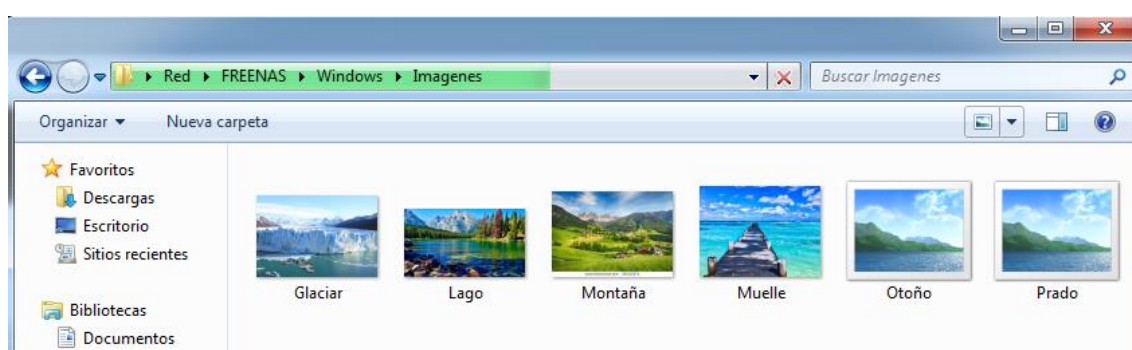 Red ▸ FREENAS ▸ Windows ▸ Imagenes
Buscar Imagenes
Organizar
Nueva carpeta
Favoritos
Descargas
Escritorio
Sitios recientes
Bibliotecas
Documentos
Glaciar
Lago
Montaña
Muelle
Otoño
Prado